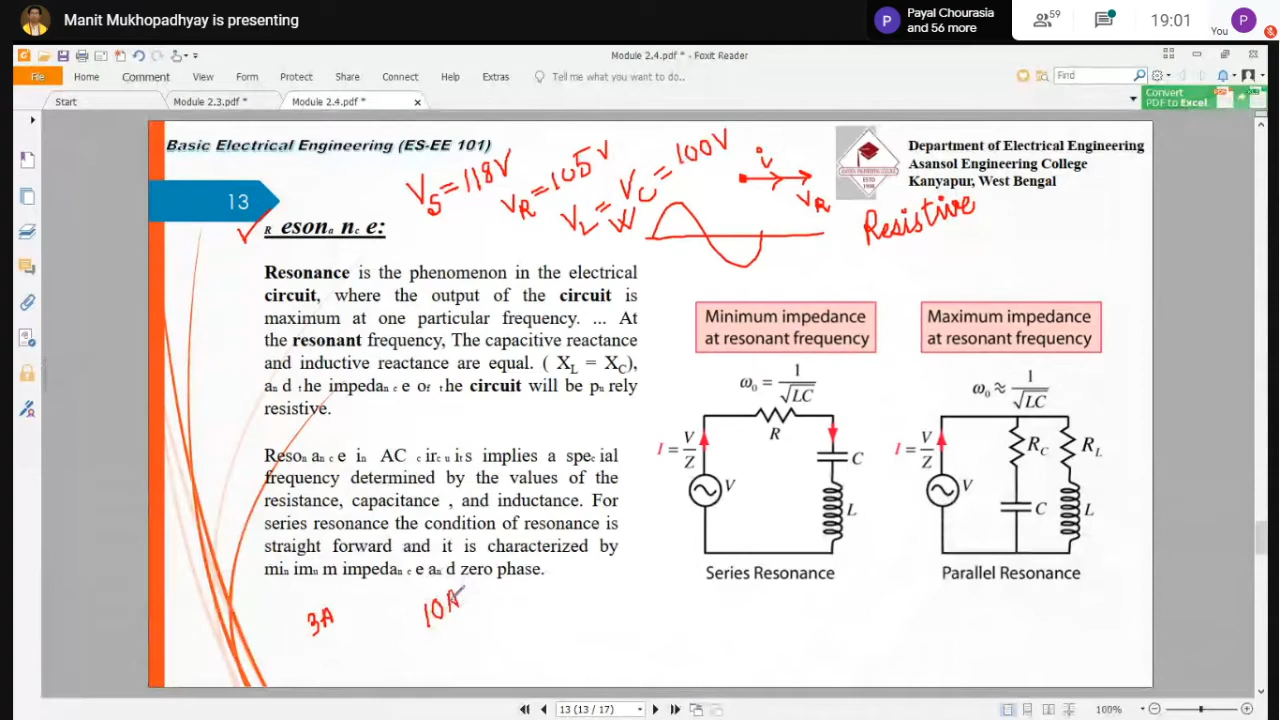 Manit Mukhopadhyay is presenting
P
Payal Chourasia
and 56 more
59
19:01
You
P
Module 2.4.pdf * - Foxit Reader
File Home Comment View Form Protect Share Connect Help Extras Tell me what you want to do.. Find
Start Module 2.3.pdf * Module 2.4.pdf * ×
Convert
PDF to Excel
Basic Electrical Engineering (ES-EE 101)
Department of Electrical Engineering
Asansol Engineering College
Kanyapur, West Bengal
13
VS = 118V
VR = 105V
VL = VC = 100V
i
VR
Resistive
Resonance:
Resonance is the phenomenon in the electrical
circuit, where the output of the circuit is
maximum at one particular frequency. ... At
the resonant frequency, The capacitive reactance
and inductive reactance are equal. ( XL = XC),
and the impedance of the circuit will be purely
resistive.
Resonance in AC circuits implies a special
frequency determined by the values of the
resistance, capacitance , and inductance. For
series resonance the condition of resonance is
straight forward and it is characterized by
minimum impedance and zero phase.
3A 10A
Minimum impedance
at resonant frequency
ω0 = 1/√LC
R
I = V/Z
V
C
L
Series Resonance
Maximum impedance
at resonant frequency
ω0 ≈ 1/√LC
I = V/Z
V
RC
RL
C
L
Parallel Resonance
13 (13 / 17)
100%